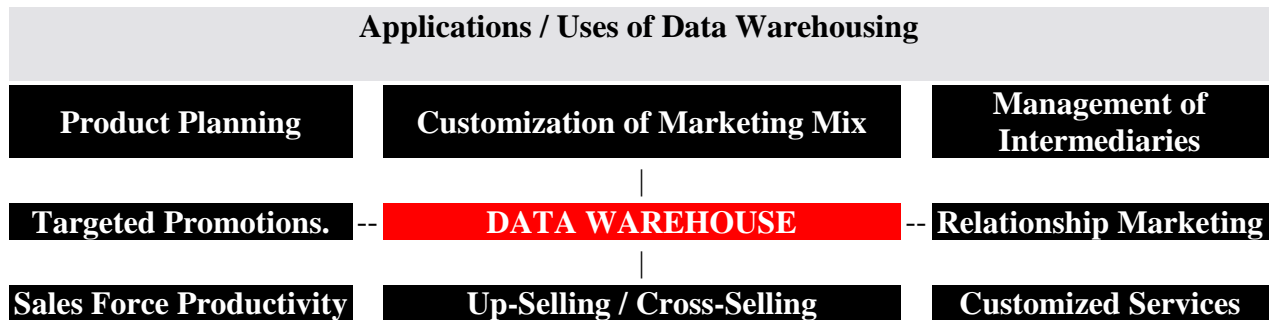 Applications / Uses of Data Warehousing
Product Planning
Customization of Marketing Mix
Management of
Intermediaries
|
Targeted Promotions. -- DATA WAREHOUSE -- Relationship Marketing
|
Sales Force Productivity
Up-Selling / Cross-Selling
Customized Services